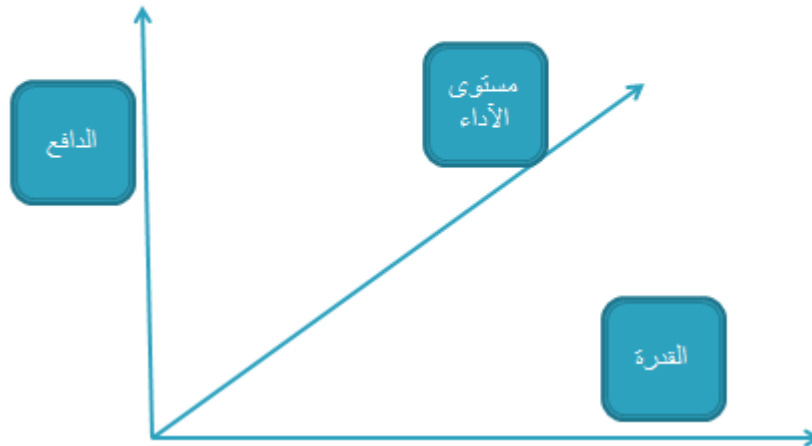 مستوى
الآداء
الدافع
القدرة